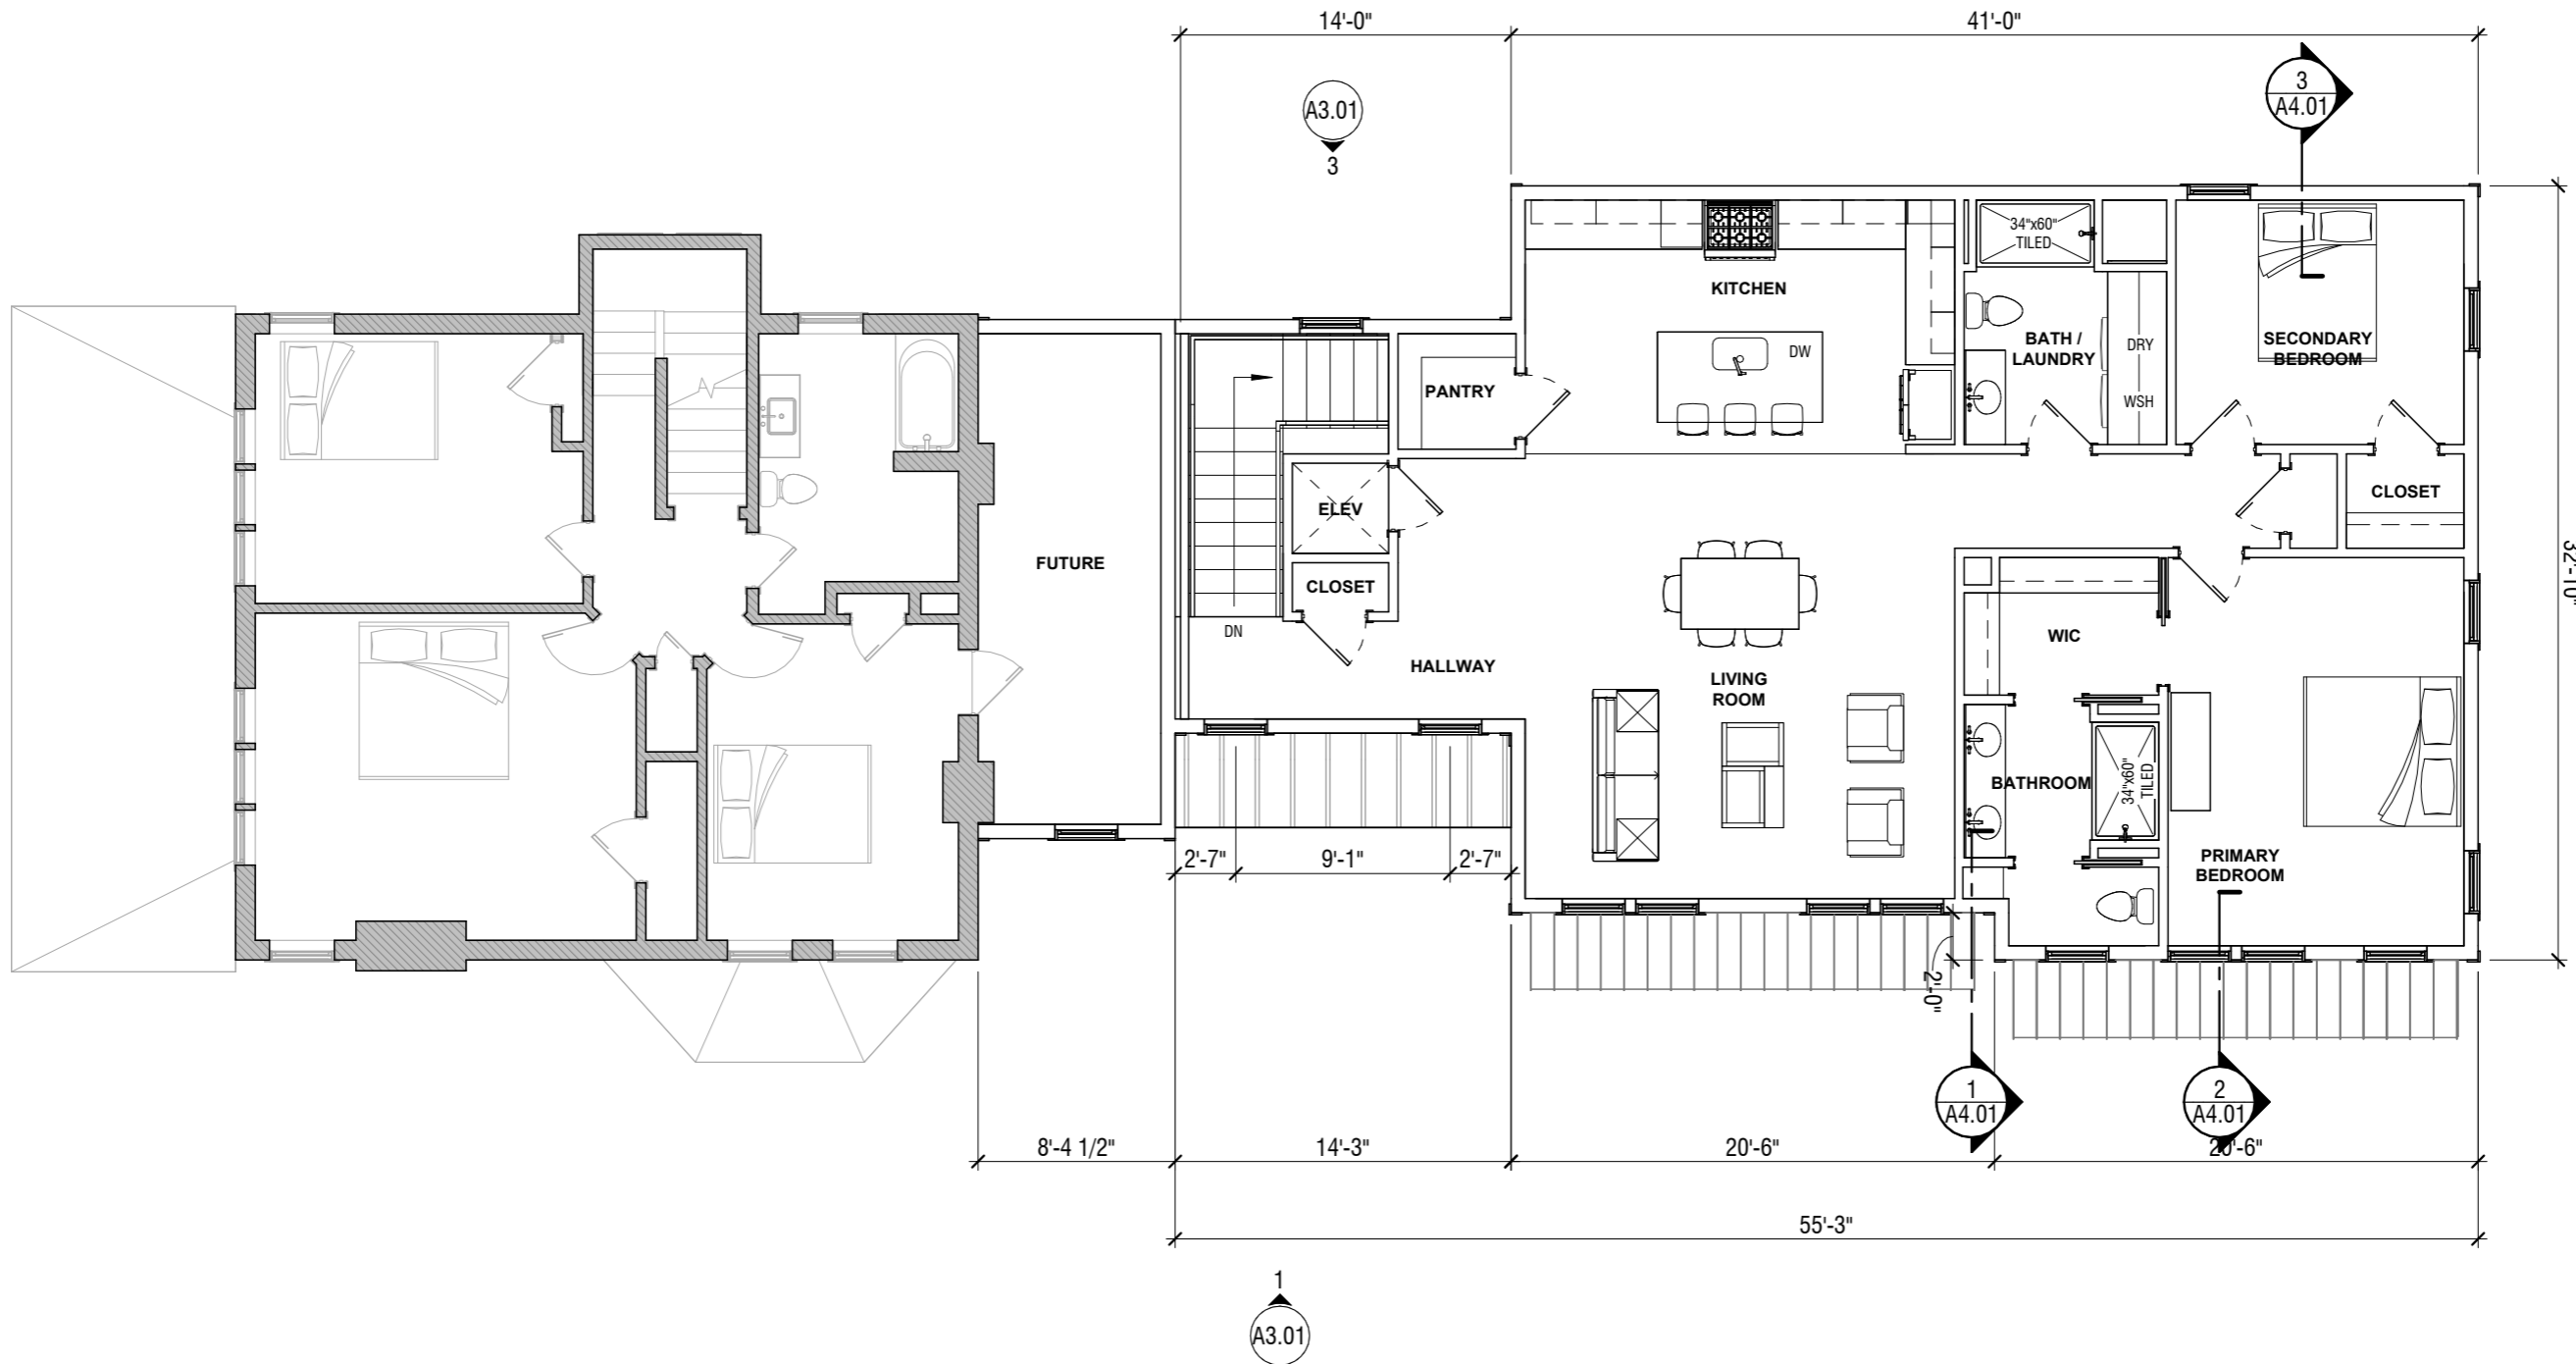 14'-0"
41'-0"
3
A4.01
A3.01
3
34"x60"
TILED
KITCHEN
DW
BATH /
LAUNDRY
DRY
WSH
SECONDARY
BEDROOM
PANTRY
CLOSET
ELEV
FUTURE
CLOSET
32'-10"
DN
WIC
HALLWAY
LIVING
ROOM
BATHROOM
34"x60"
TILED
PRIMARY
BEDROOM
2'-7"
9'-1"
2'-7"
2'-0"
1
A4.01
2
A4.01
8'-4 1/2"
14'-3"
20'-6"
20'-6"
55'-3"
1
A3.01